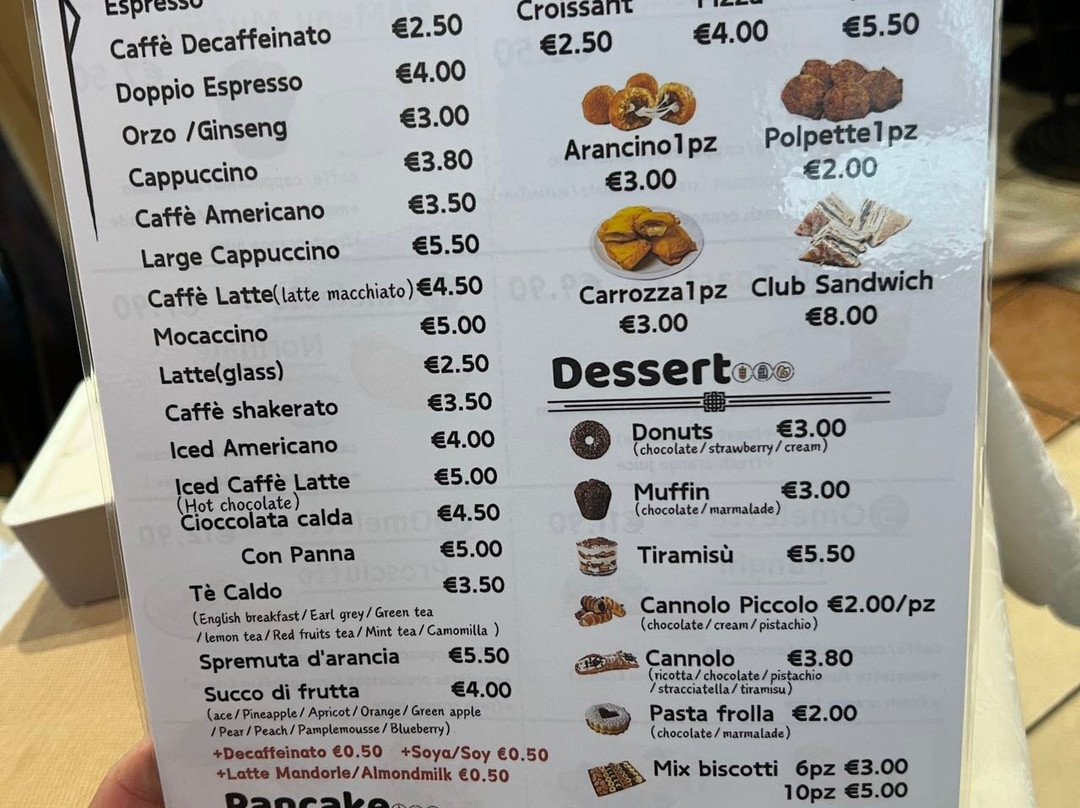 Espresso
Caffè Decaffeinato €2.50
Doppio Espresso €4.00
Orzo /Ginseng €3.00
Cappuccino €3.80
Caffè Americano €3.50
Large Cappuccino €5.50
Caffè Latte(latte macchiato) €4.50
Mocaccino €5.00
Latte(glass) €2.50
Caffè shakerato €3.50
Iced Americano €4.00
Iced Caffè Latte €5.00
(Hot chocolate)
Cioccolata calda €4.50
Con Panna €5.00
Tè Caldo €3.50
(English breakfast/Earl grey/Green tea
/lemon tea/Red fruits tea/Mint tea/Camomilla )
Spremuta d'arancia €5.50
Succo di frutta €4.00
(ace/Pineapple/Apricot/Orange/Green apple
/Pear/Peach/Pamplemousse/Blueberry)
+Decaffeinato €0.50 +Soya/Soy €0.50
+Latte Mandorle/Almondmilk €0.50
Pancake
Croissant Pizza
€2.50 €4.00 €5.50
Arancino1pz Polpette1pz
€3.00 €2.00
Carrozza1pz Club Sandwich
€3.00 €8.00
Dessert
Donuts €3.00
(chocolate/strawberry/cream)
Muffin €3.00
(chocolate/marmalade)
Tiramisù €5.50
Cannolo Piccolo €2.00/pz
(chocolate/cream/pistachio)
Cannolo €3.80
(ricotta/chocolate/pistachio
/stracciatella/tiramisu)
Pasta frolla €2.00
(chocolate/marmalade)
Mix biscotti 6pz €3.00
10pz €5.00